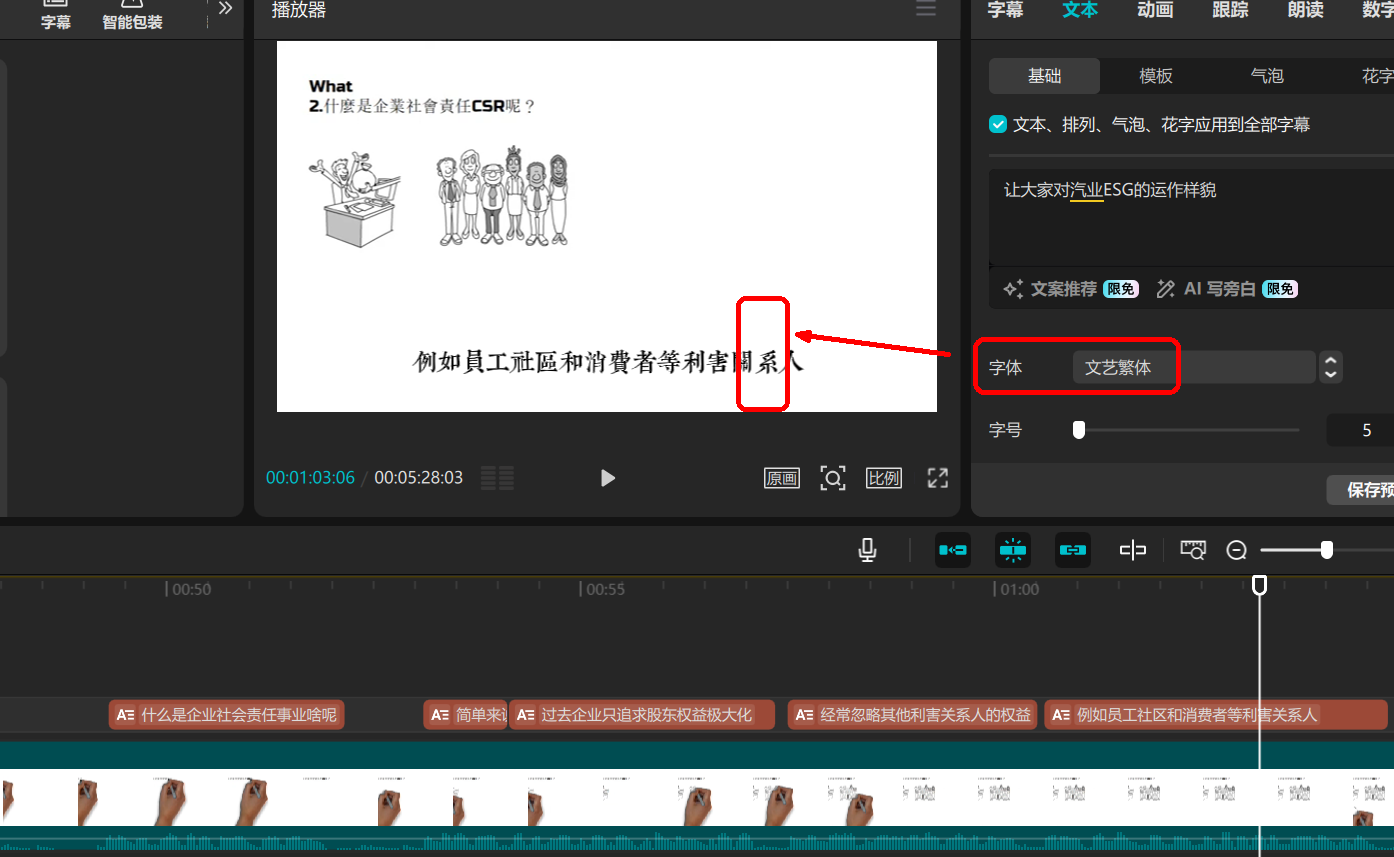 字幕
智能包装
播放器
字幕 文本 动画 跟踪 朗读 数字
What
2.什麼是企業社會責任CSR呢？
例如員工社區和消費者等利害關系人
基础 模板 气泡 花字
文本、排列、气泡、花字应用到全部字幕
让大家对汽业ESG的运作样貌
文案推荐 限免 AI 写旁白 限免
字体 文艺繁体
字号 5
保存预
00:01:03:06 / 00:05:28:03
原画 比例
00:50 00:55 01:00
什么是企业社会责任事业啥呢
简单来说
过去企业只追求股东权益极大化
经常忽略其他利害关系人的权益
例如员工社区和消费者等利害关系人